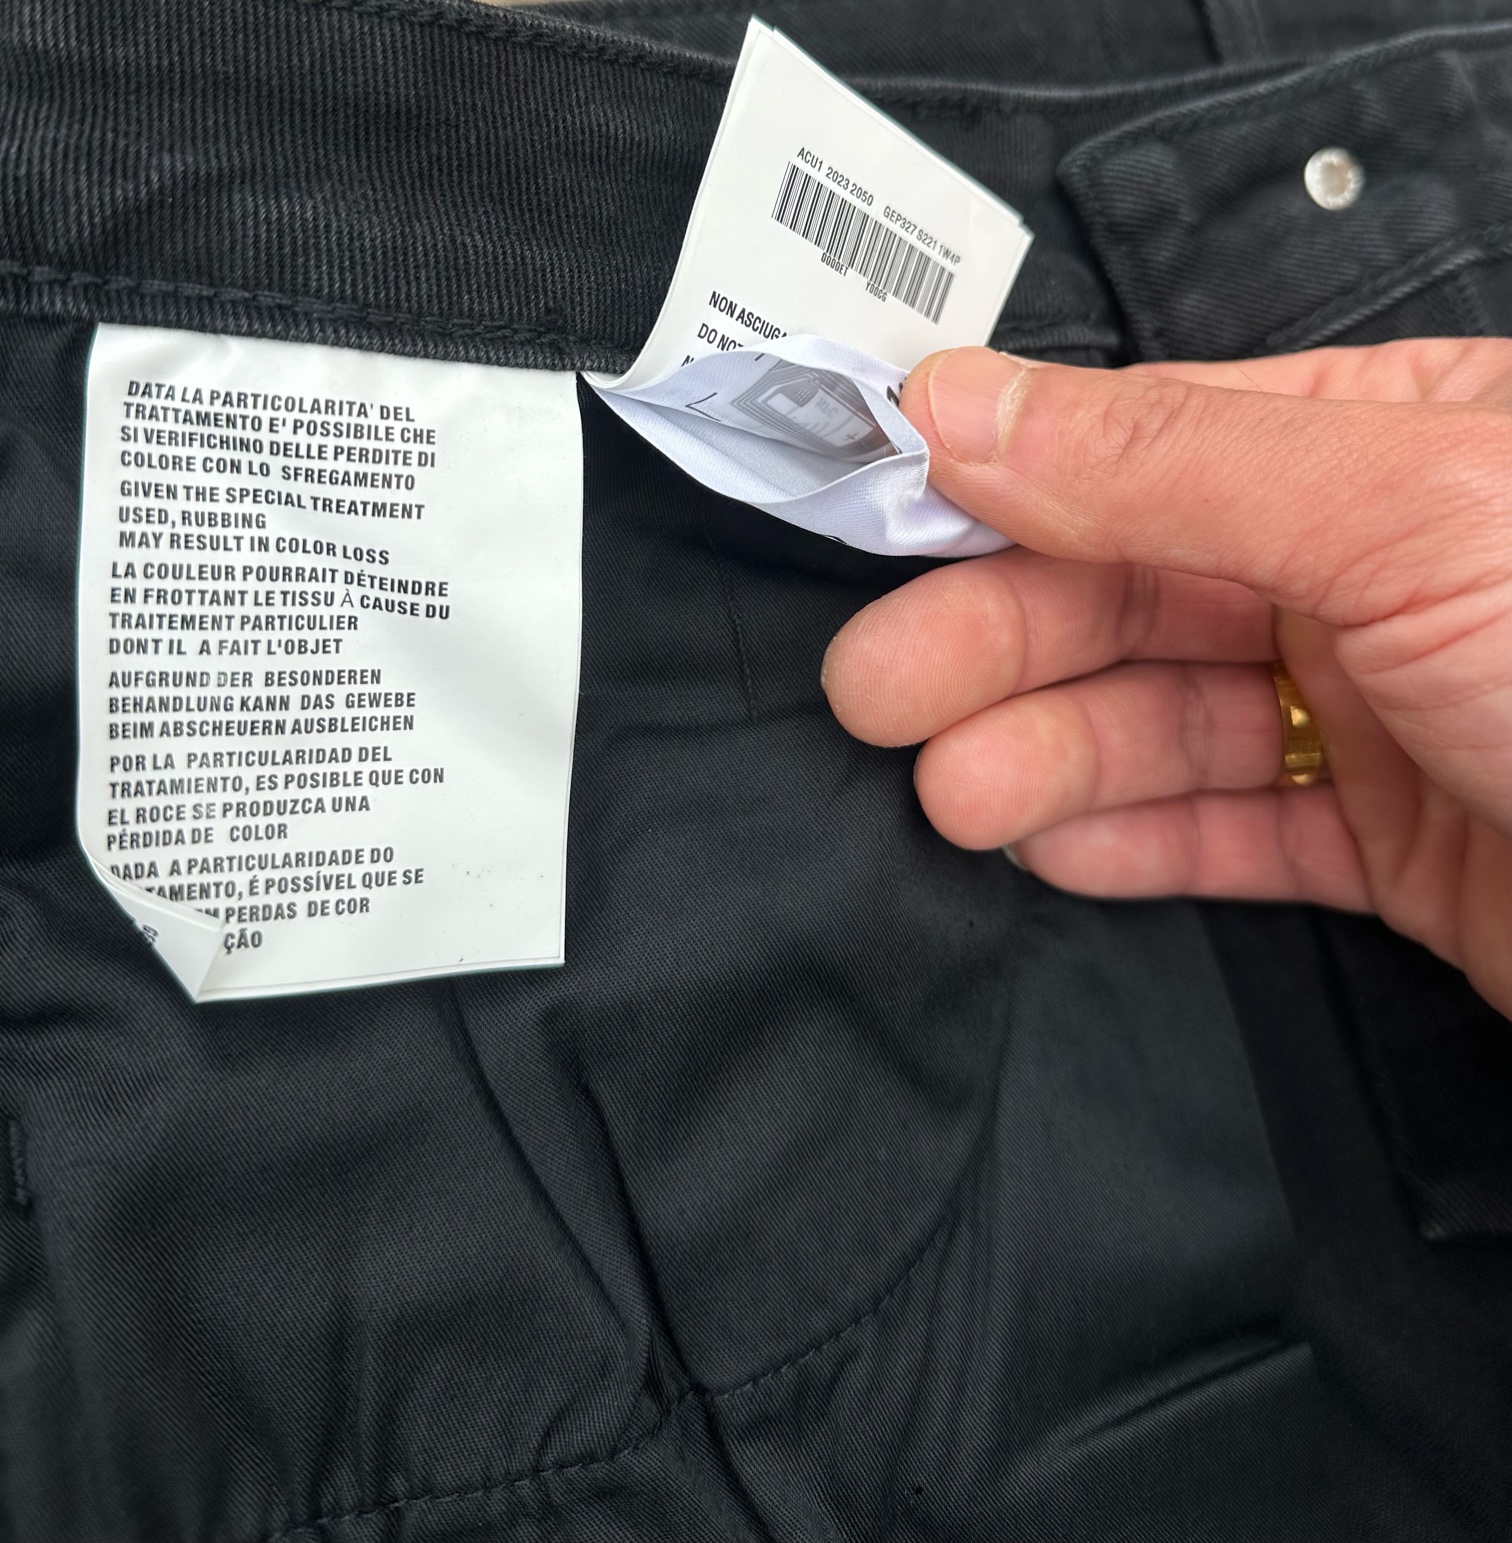 DATA LA PARTICOLARITA' DEL
TRATTAMENTO E' POSSIBILE CHE
SI VERIFICHINO DELLE PERDITE DI
COLORE CON LO SFREGAMENTO
GIVEN THE SPECIAL TREATMENT
USED, RUBBING
MAY RESULT IN COLOR LOSS
LA COULEUR POURRAIT DÉTEINDRE
EN FROTTANT LE TISSU À CAUSE DU
TRAITEMENT PARTICULIER
DONT IL A FAIT L'OBJET
AUFGRUND DER BESONDEREN
BEHANDLUNG KANN DAS GEWEBE
BEIM ABSCHEUERN AUSBLEICHEN
POR LA PARTICULARIDAD DEL
TRATAMIENTO, ES POSIBLE QUE CON
EL ROCE SE PRODUZCA UNA
PÉRDIDA DE COLOR
DADA A PARTICULARIDADE DO
AMENTO, É POSSÍVEL QUE SE
PERDAS DE COR
ÇÃO
ACU1 2023 2050 GEP327 S221 1W4P
0000E7 Y00CG
NON ASCIUGA
DO NOT